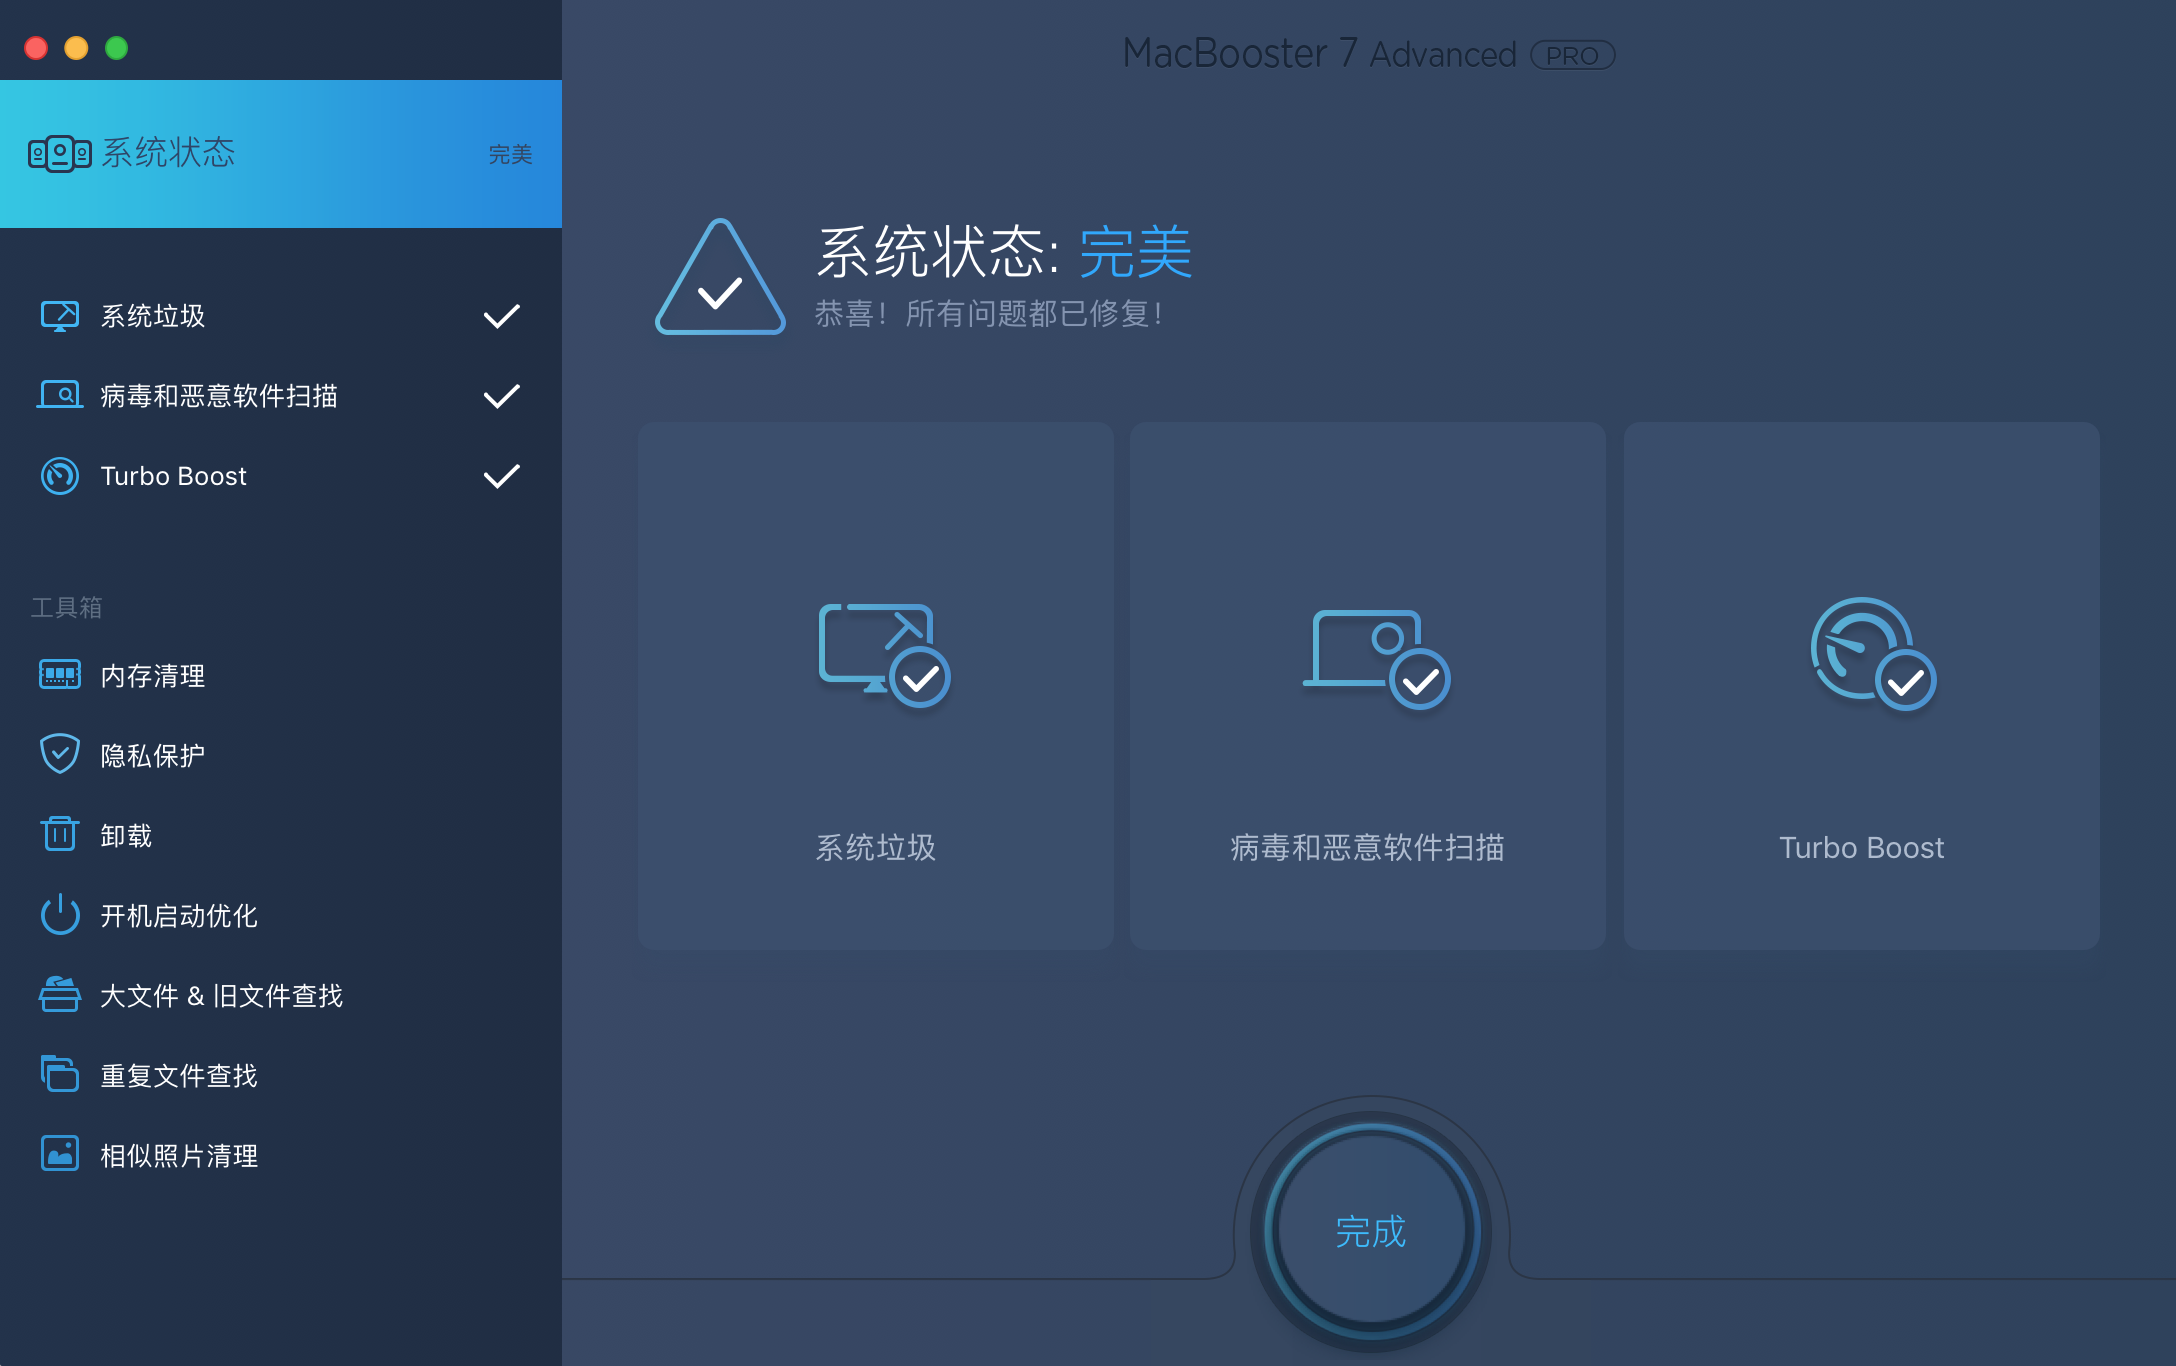 MacBooster 7 Advanced PRO
系统状态
完美
系统垃圾
病毒和恶意软件扫描
Turbo Boost
工具箱
内存清理
隐私保护
卸载
开机启动优化
大文件 & 旧文件查找
重复文件查找
相似照片清理
系统状态: 完美
恭喜！所有问题都已修复！
系统垃圾
病毒和恶意软件扫描
Turbo Boost
完成